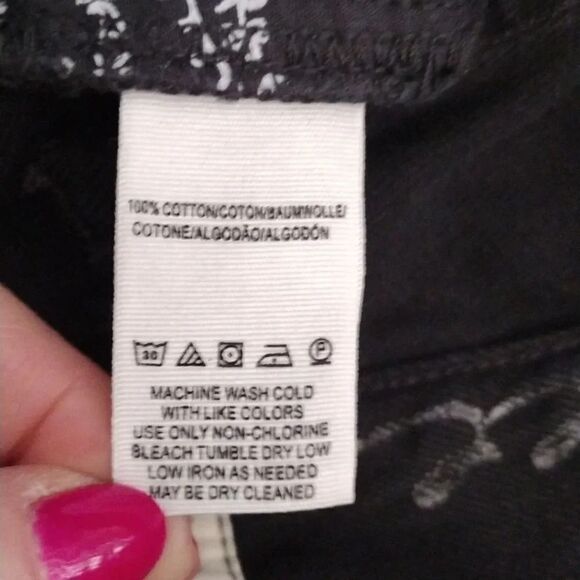 100% COTTON/COTON/BAUMWOLLE/
COTONE/ALGODÃO/ALGODÓN
30 P
MACHINE WASH COLD
WITH LIKE COLORS
USE ONLY NON-CHLORINE
BLEACH TUMBLE DRY LOW
LOW IRON AS NEEDED
MAY BE DRY CLEANED